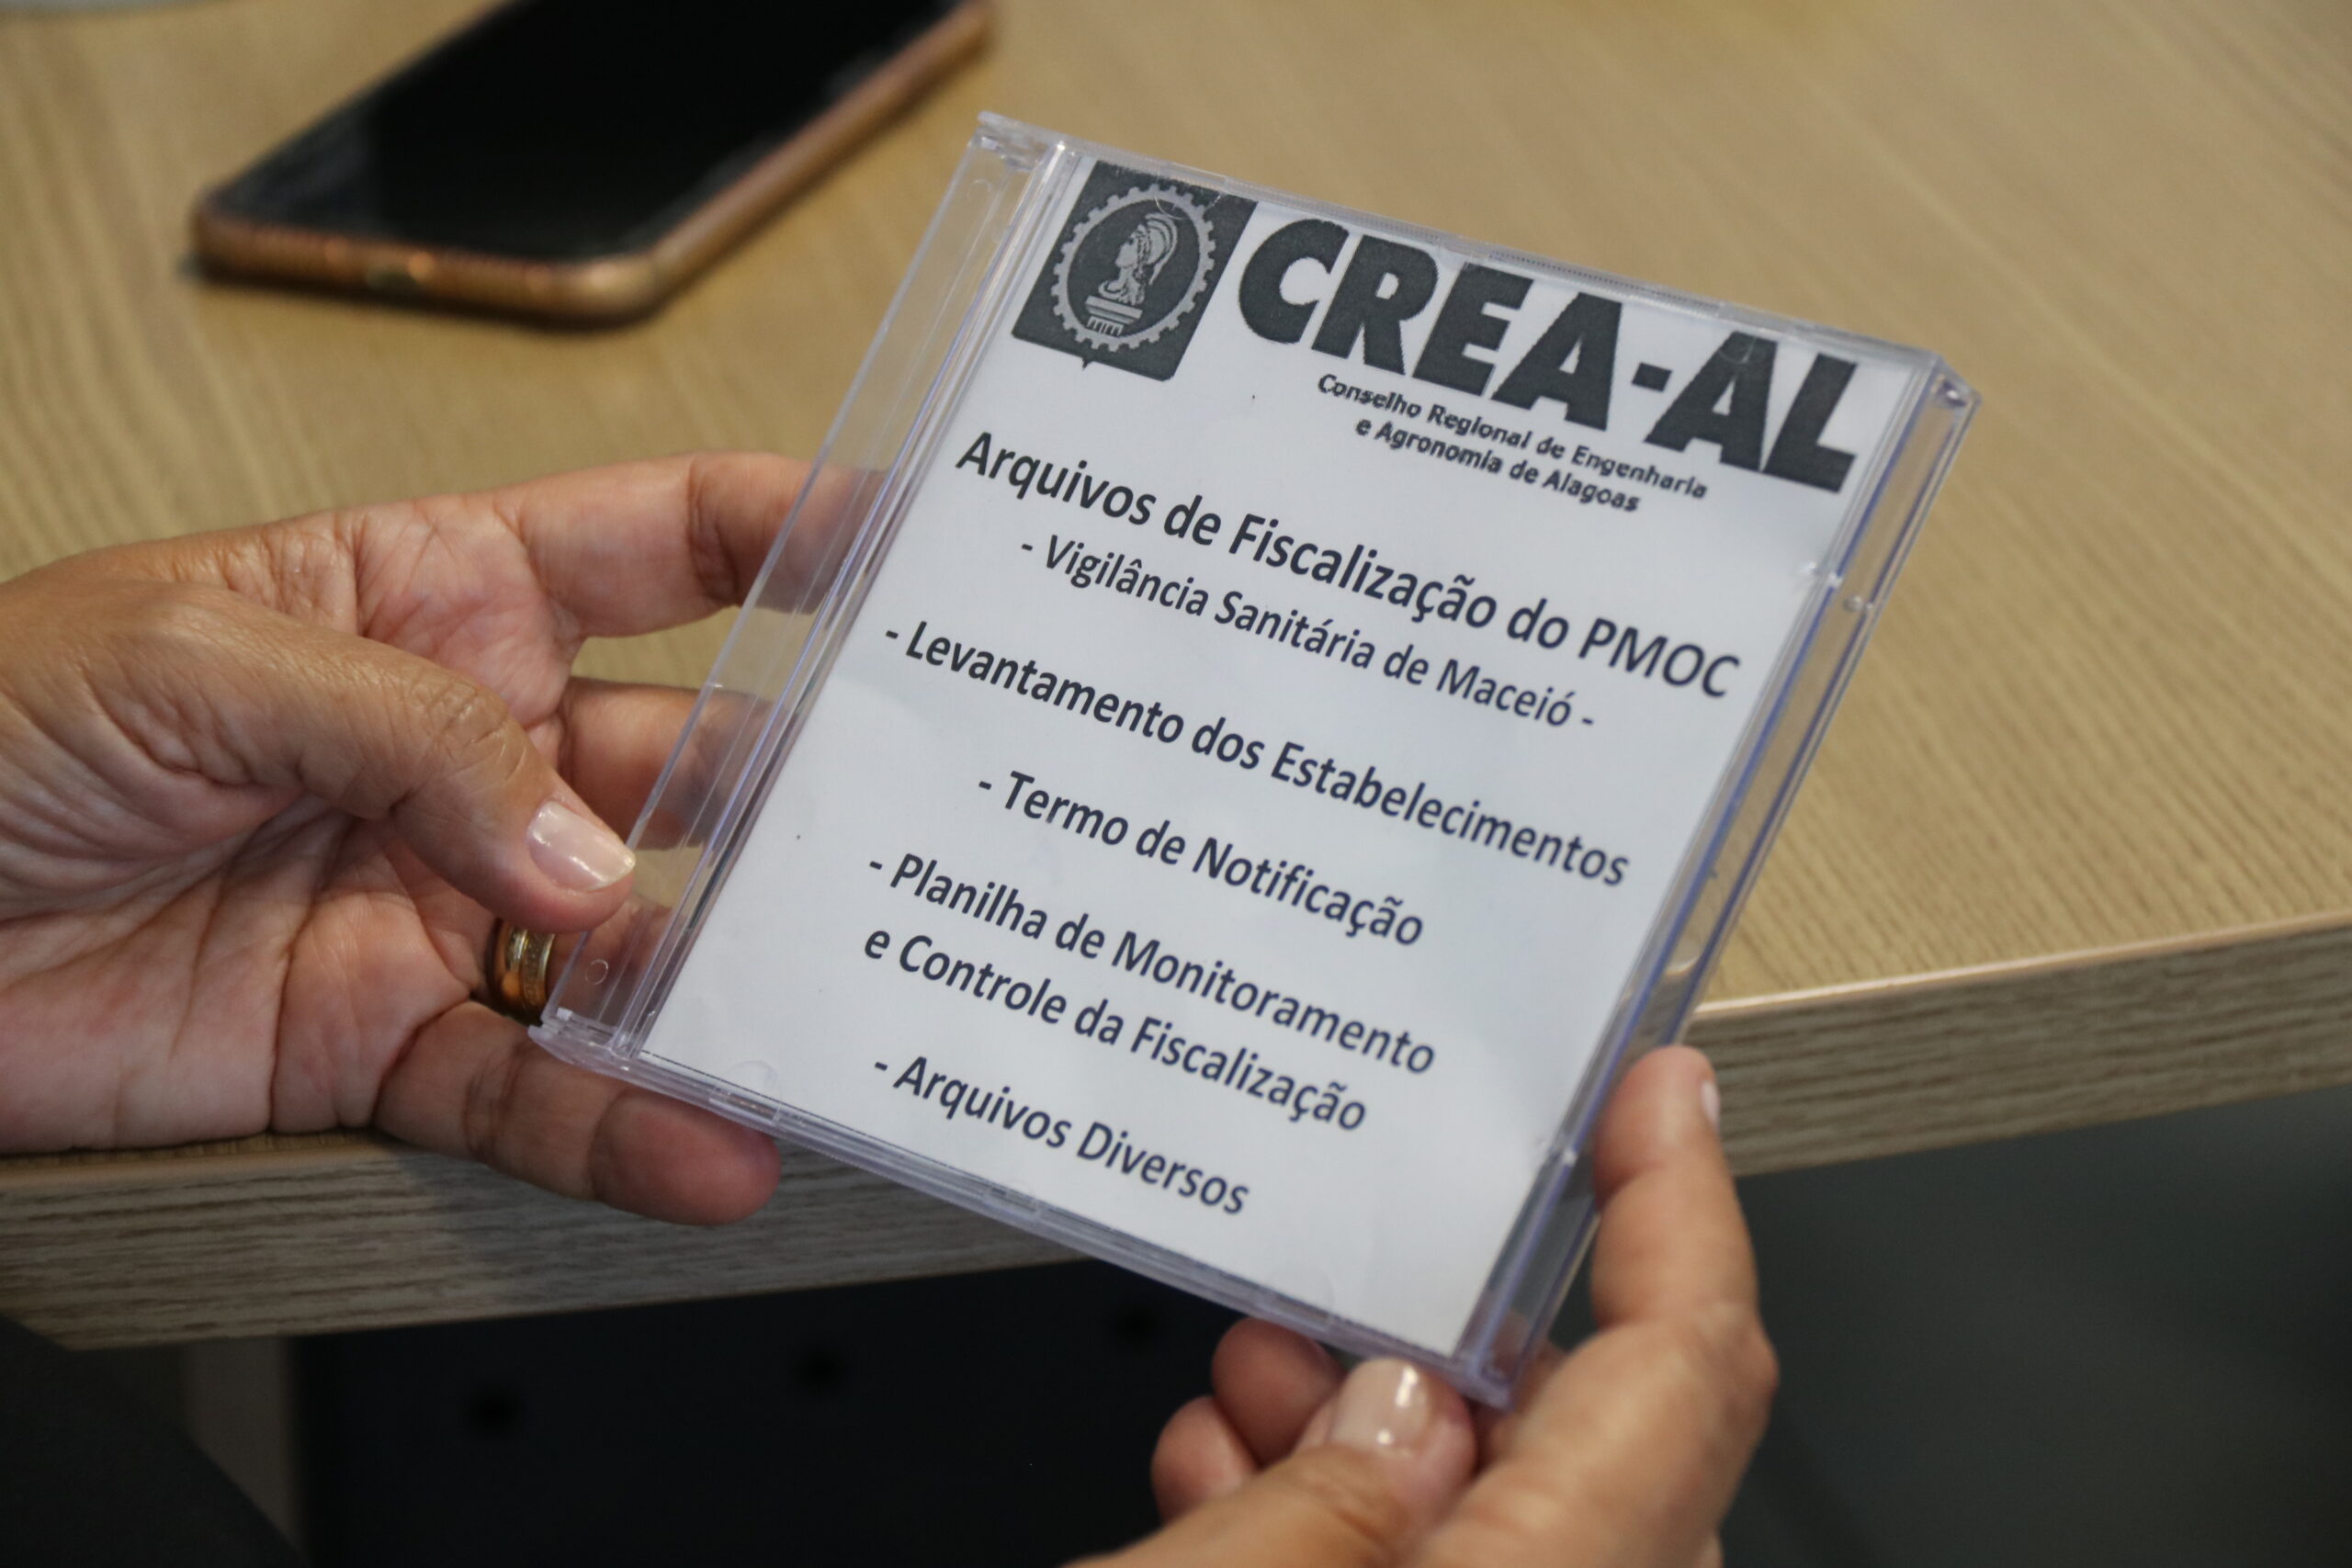 CREA-AL
Conselho Regional de Engenharia
e Agronomia de Alagoas
Arquivos de Fiscalização do PMOC
- Vigilância Sanitária de Maceió -
- Levantamento dos Estabelecimentos
- Termo de Notificação
- Planilha de Monitoramento
e Controle da Fiscalização
- Arquivos Diversos